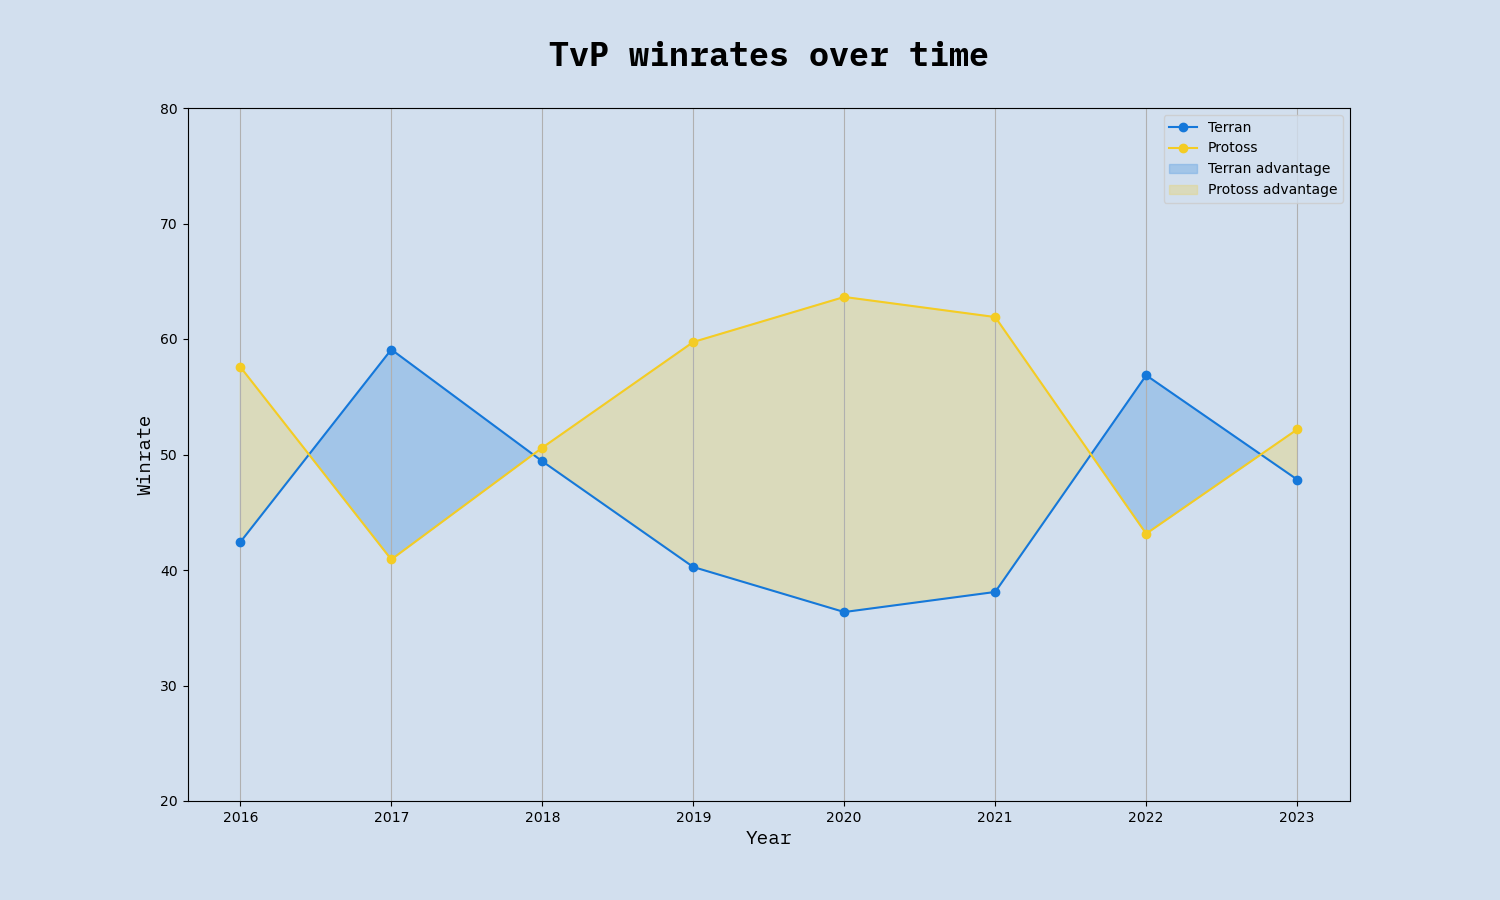 TvP winrates over time
80
70
60
50
40
30
20
Winrate
Terran
Protoss
Terran advantage
Protoss advantage
2016 2017 2018 2019 2020 2021 2022 2023
Year